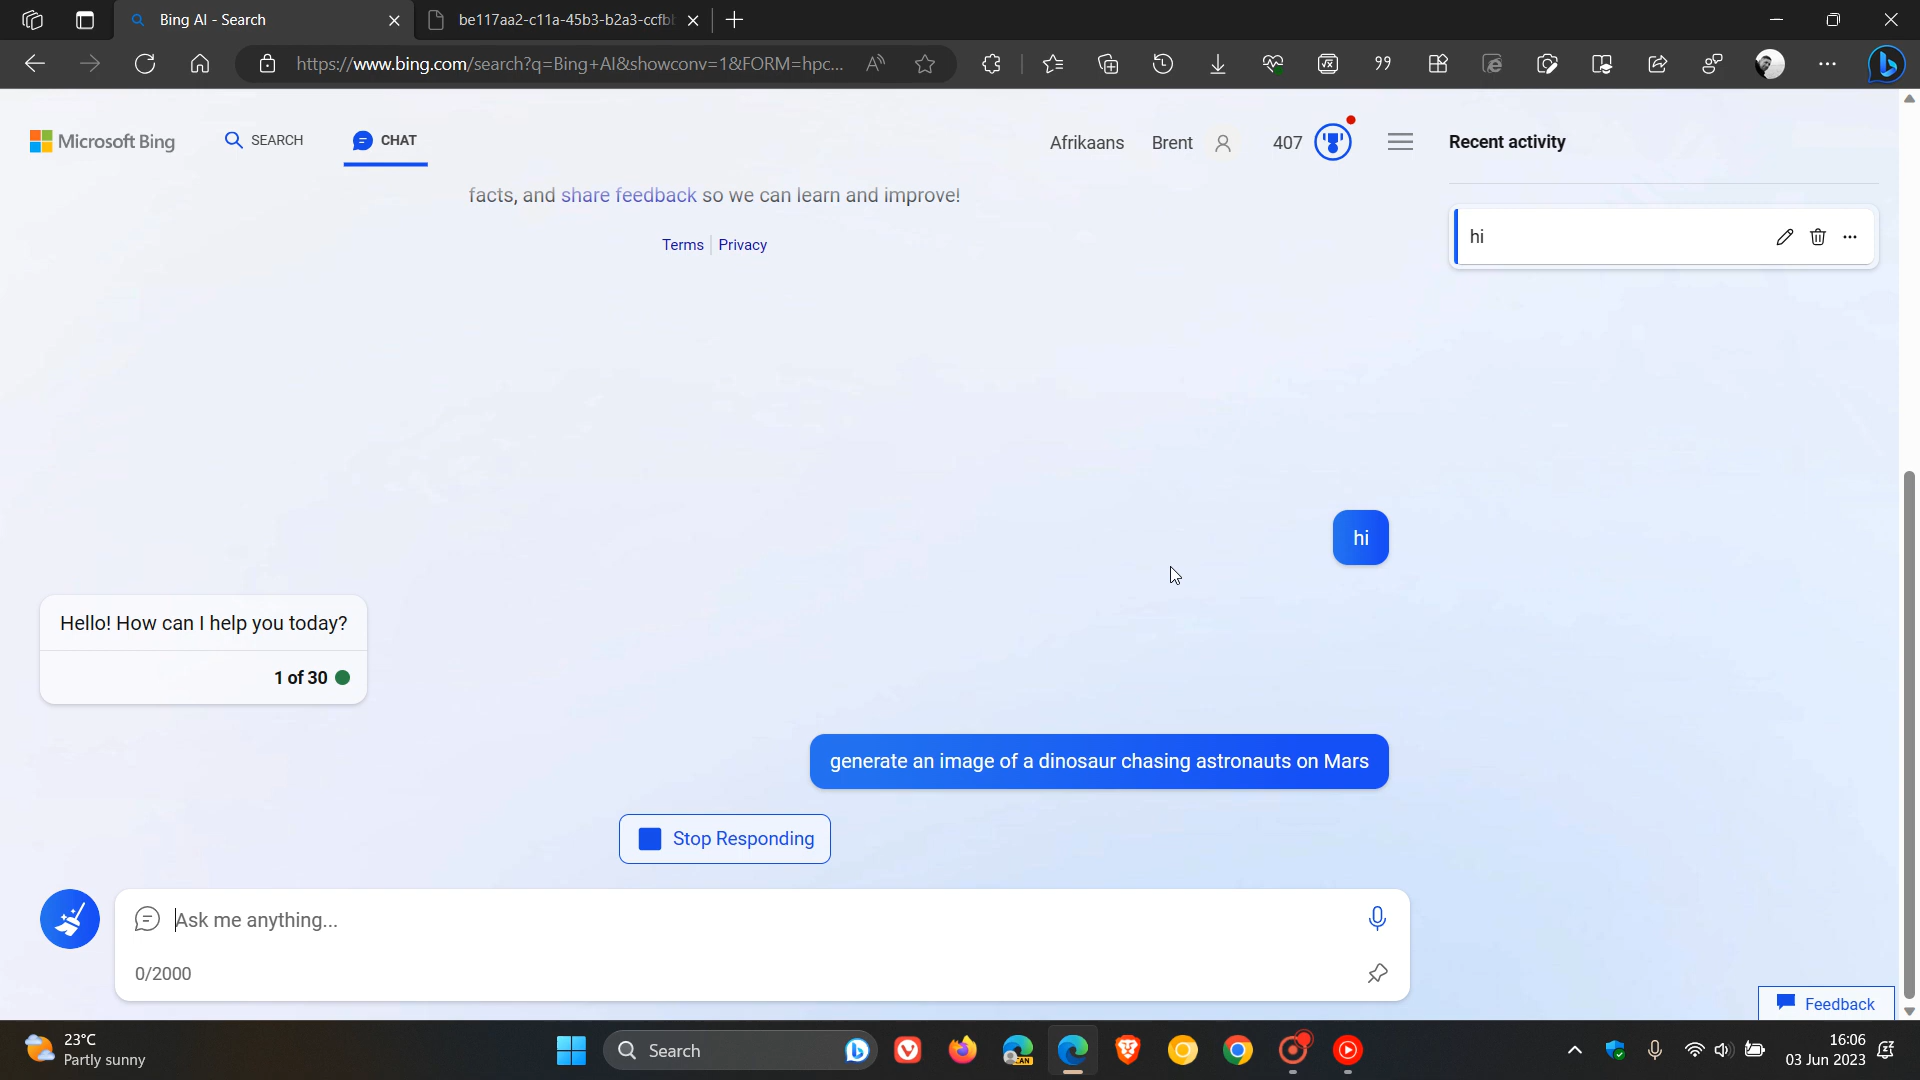 Bing AI - Search
be117aa2-c11a-45b3-b2a3-ccfb
https://www.bing.com/search?q=Bing+AI&showconv=1&FORM=hpc...
Microsoft Bing
SEARCH
CHAT
Afrikaans
Brent
407
Recent activity
facts, and share feedback so we can learn and improve!
Terms
Privacy
hi
hi
Hello! How can I help you today?
1 of 30
generate an image of a dinosaur chasing astronauts on Mars
Stop Responding
Ask me anything...
0/2000
Feedback
23°C
Partly sunny
Search
CAN
16:06
03 Jun 2023